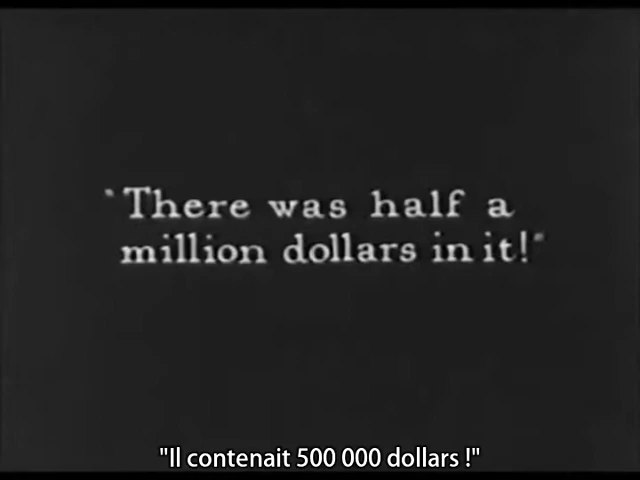 "There was half a
million dollars in it!"
"Il contenait 500 000 dollars !"